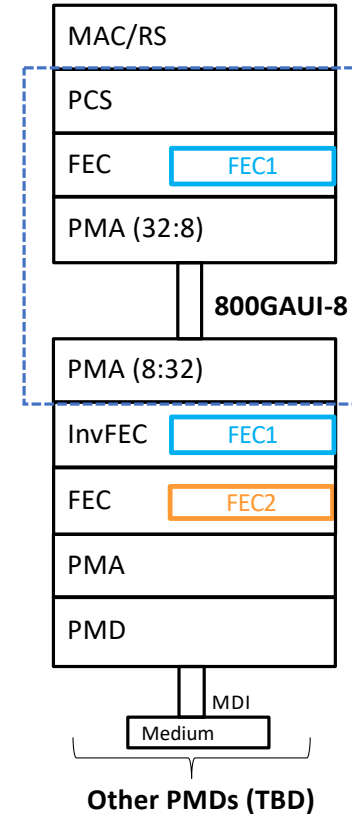 MAC/RS
PCS
FEC FEC1
PMA (32:8)
800GAUI-8
PMA (8:32)
InvFEC FEC1
FEC FEC2
PMA
PMD
MDI
Medium
Other PMDs (TBD)